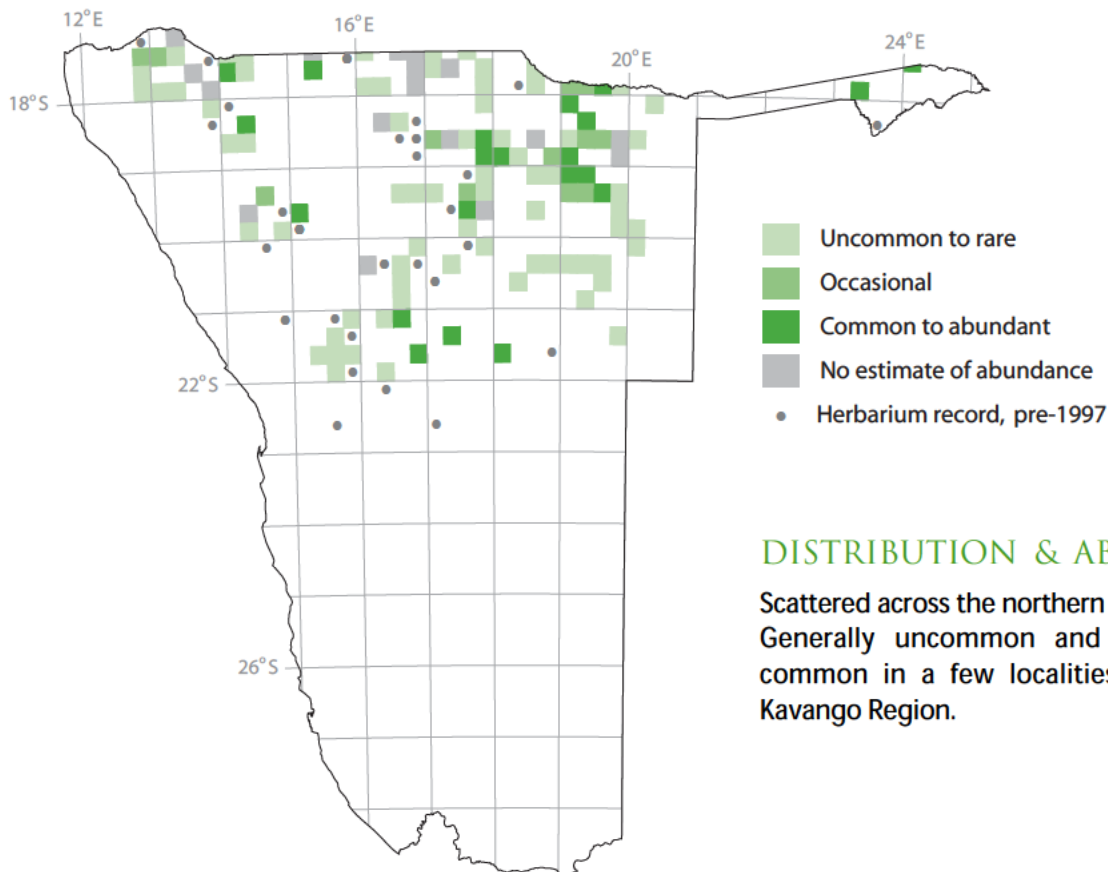 12°E
16°E
20°E
24°E
18°S
22°S
26°S
Uncommon to rare
Occasional
Common to abundant
No estimate of abundance
Herbarium record, pre-1997
DISTRIBUTION &
Scattered across the northern
Generally uncommon and
common in a few localities
Kavango Region.